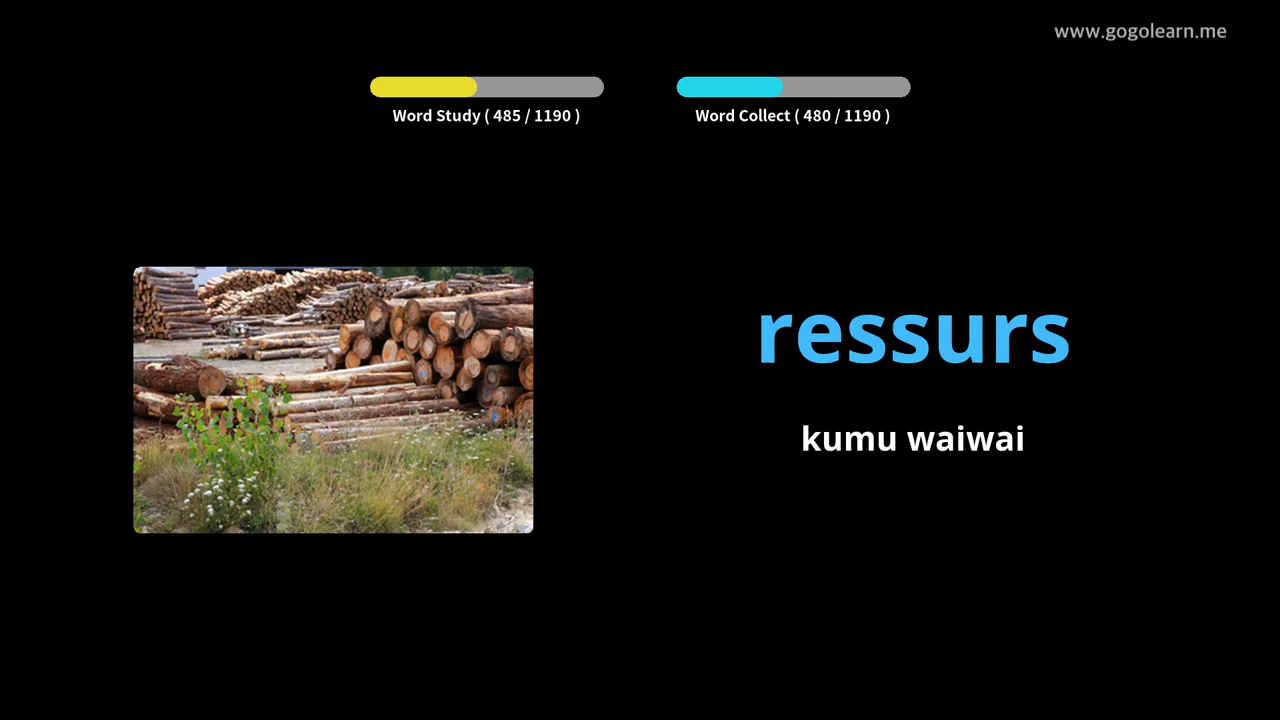 www.gogolearn.me
Word Study ( 485 / 1190 )
Word Collect ( 480 / 1190 )
ressurs
kumu waiwai